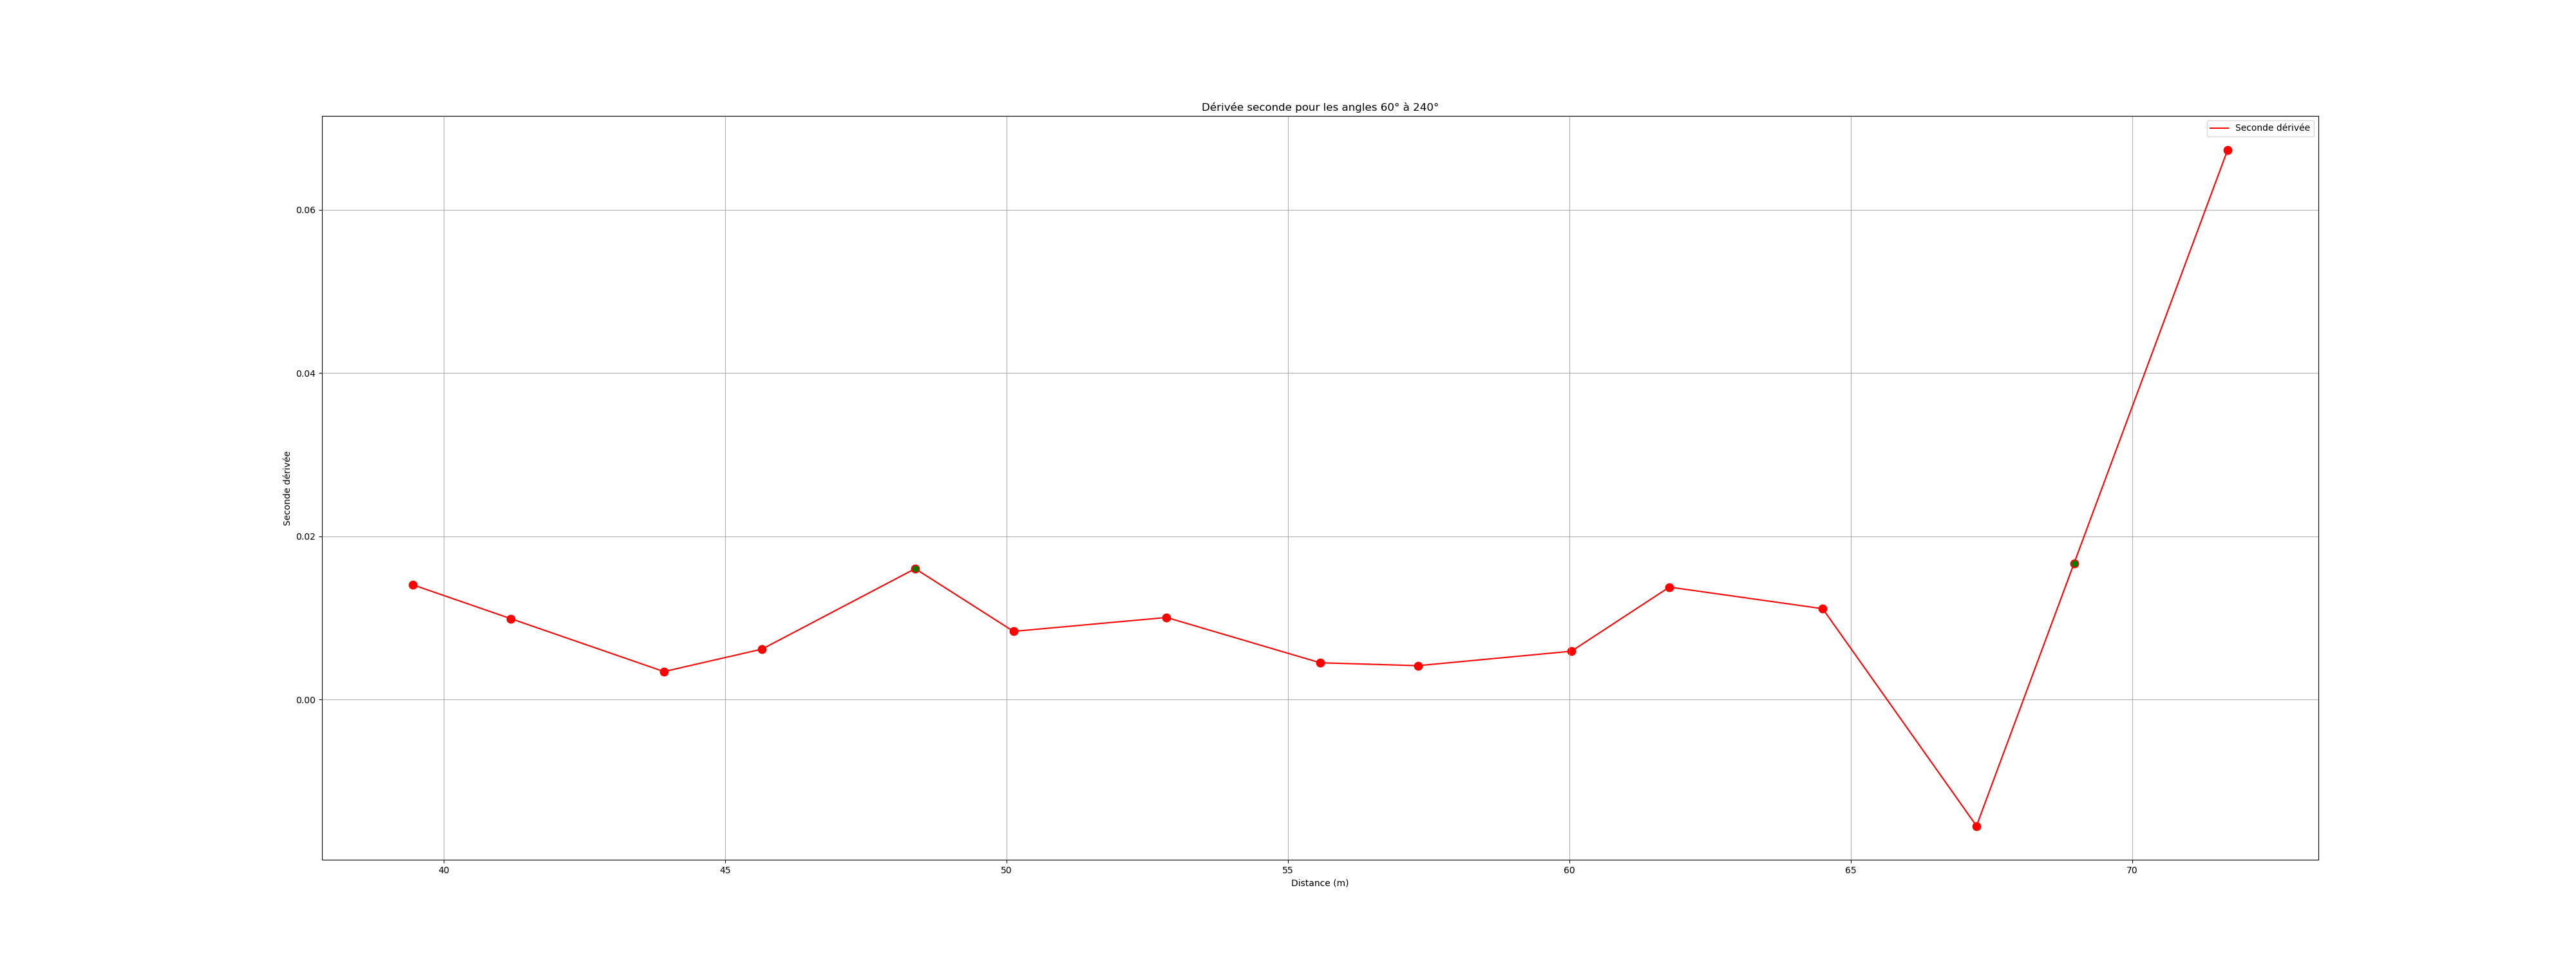 Dérivée seconde pour les angles 60° à 240°
Seconde dérivée
0.06
0.04
0.02
0.00
Seconde dérivée
40 45 50 55 60 65 70
Distance (m)